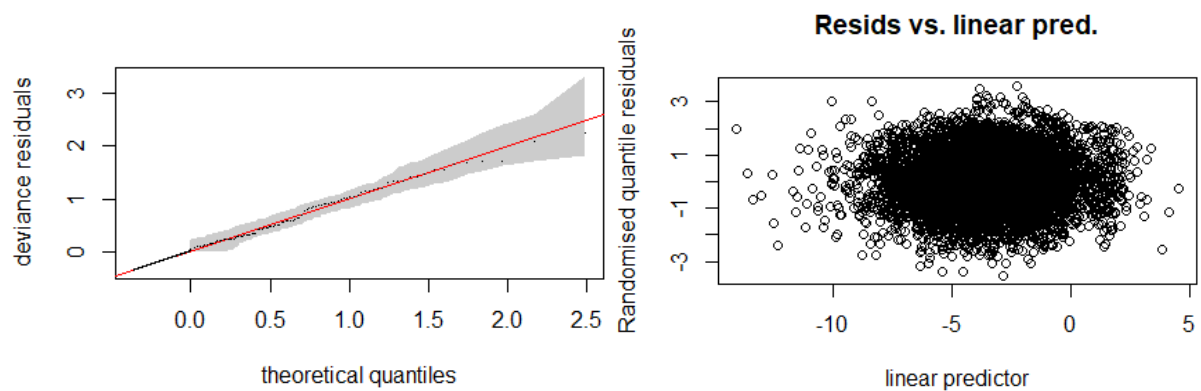 deviance residuals
3
2
1
0
0.0 0.5 1.0 1.5 2.0 2.5
theoretical quantiles
Resids vs. linear pred.
Randomised quantile residuals
3
1
-1
-3
-10 -5 0 5
linear predictor